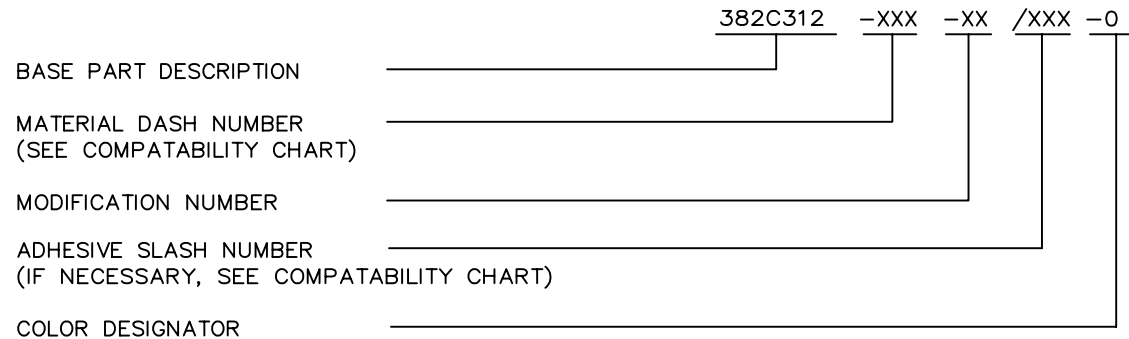 382C312 -XXX -XX /XXX -0
BASE PART DESCRIPTION
MATERIAL DASH NUMBER
(SEE COMPATABILITY CHART)
MODIFICATION NUMBER
ADHESIVE SLASH NUMBER
(IF NECESSARY, SEE COMPATABILITY CHART)
COLOR DESIGNATOR